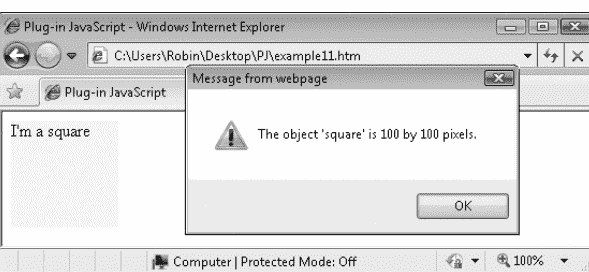 Plug-in JavaScript - Windows Internet Explorer
C:\Users\Robin\Desktop\PJ\example11.htm
Plug-in JavaScript
Message from webpage
The object 'square' is 100 by 100 pixels.
OK
I'm a square
Computer | Protected Mode: Off
100%